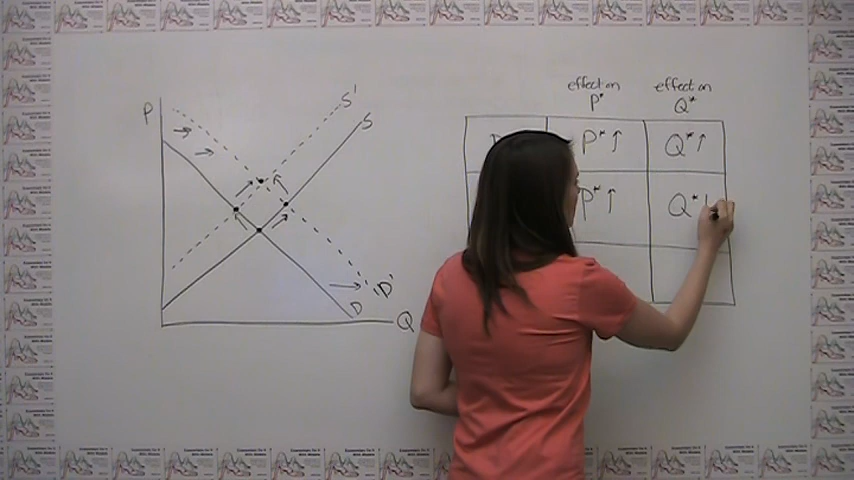 P
S'
S
D'
D
Q
effect on
P*
effect on
Q*
P* ↑
Q* ↑
P* ↑
Q*